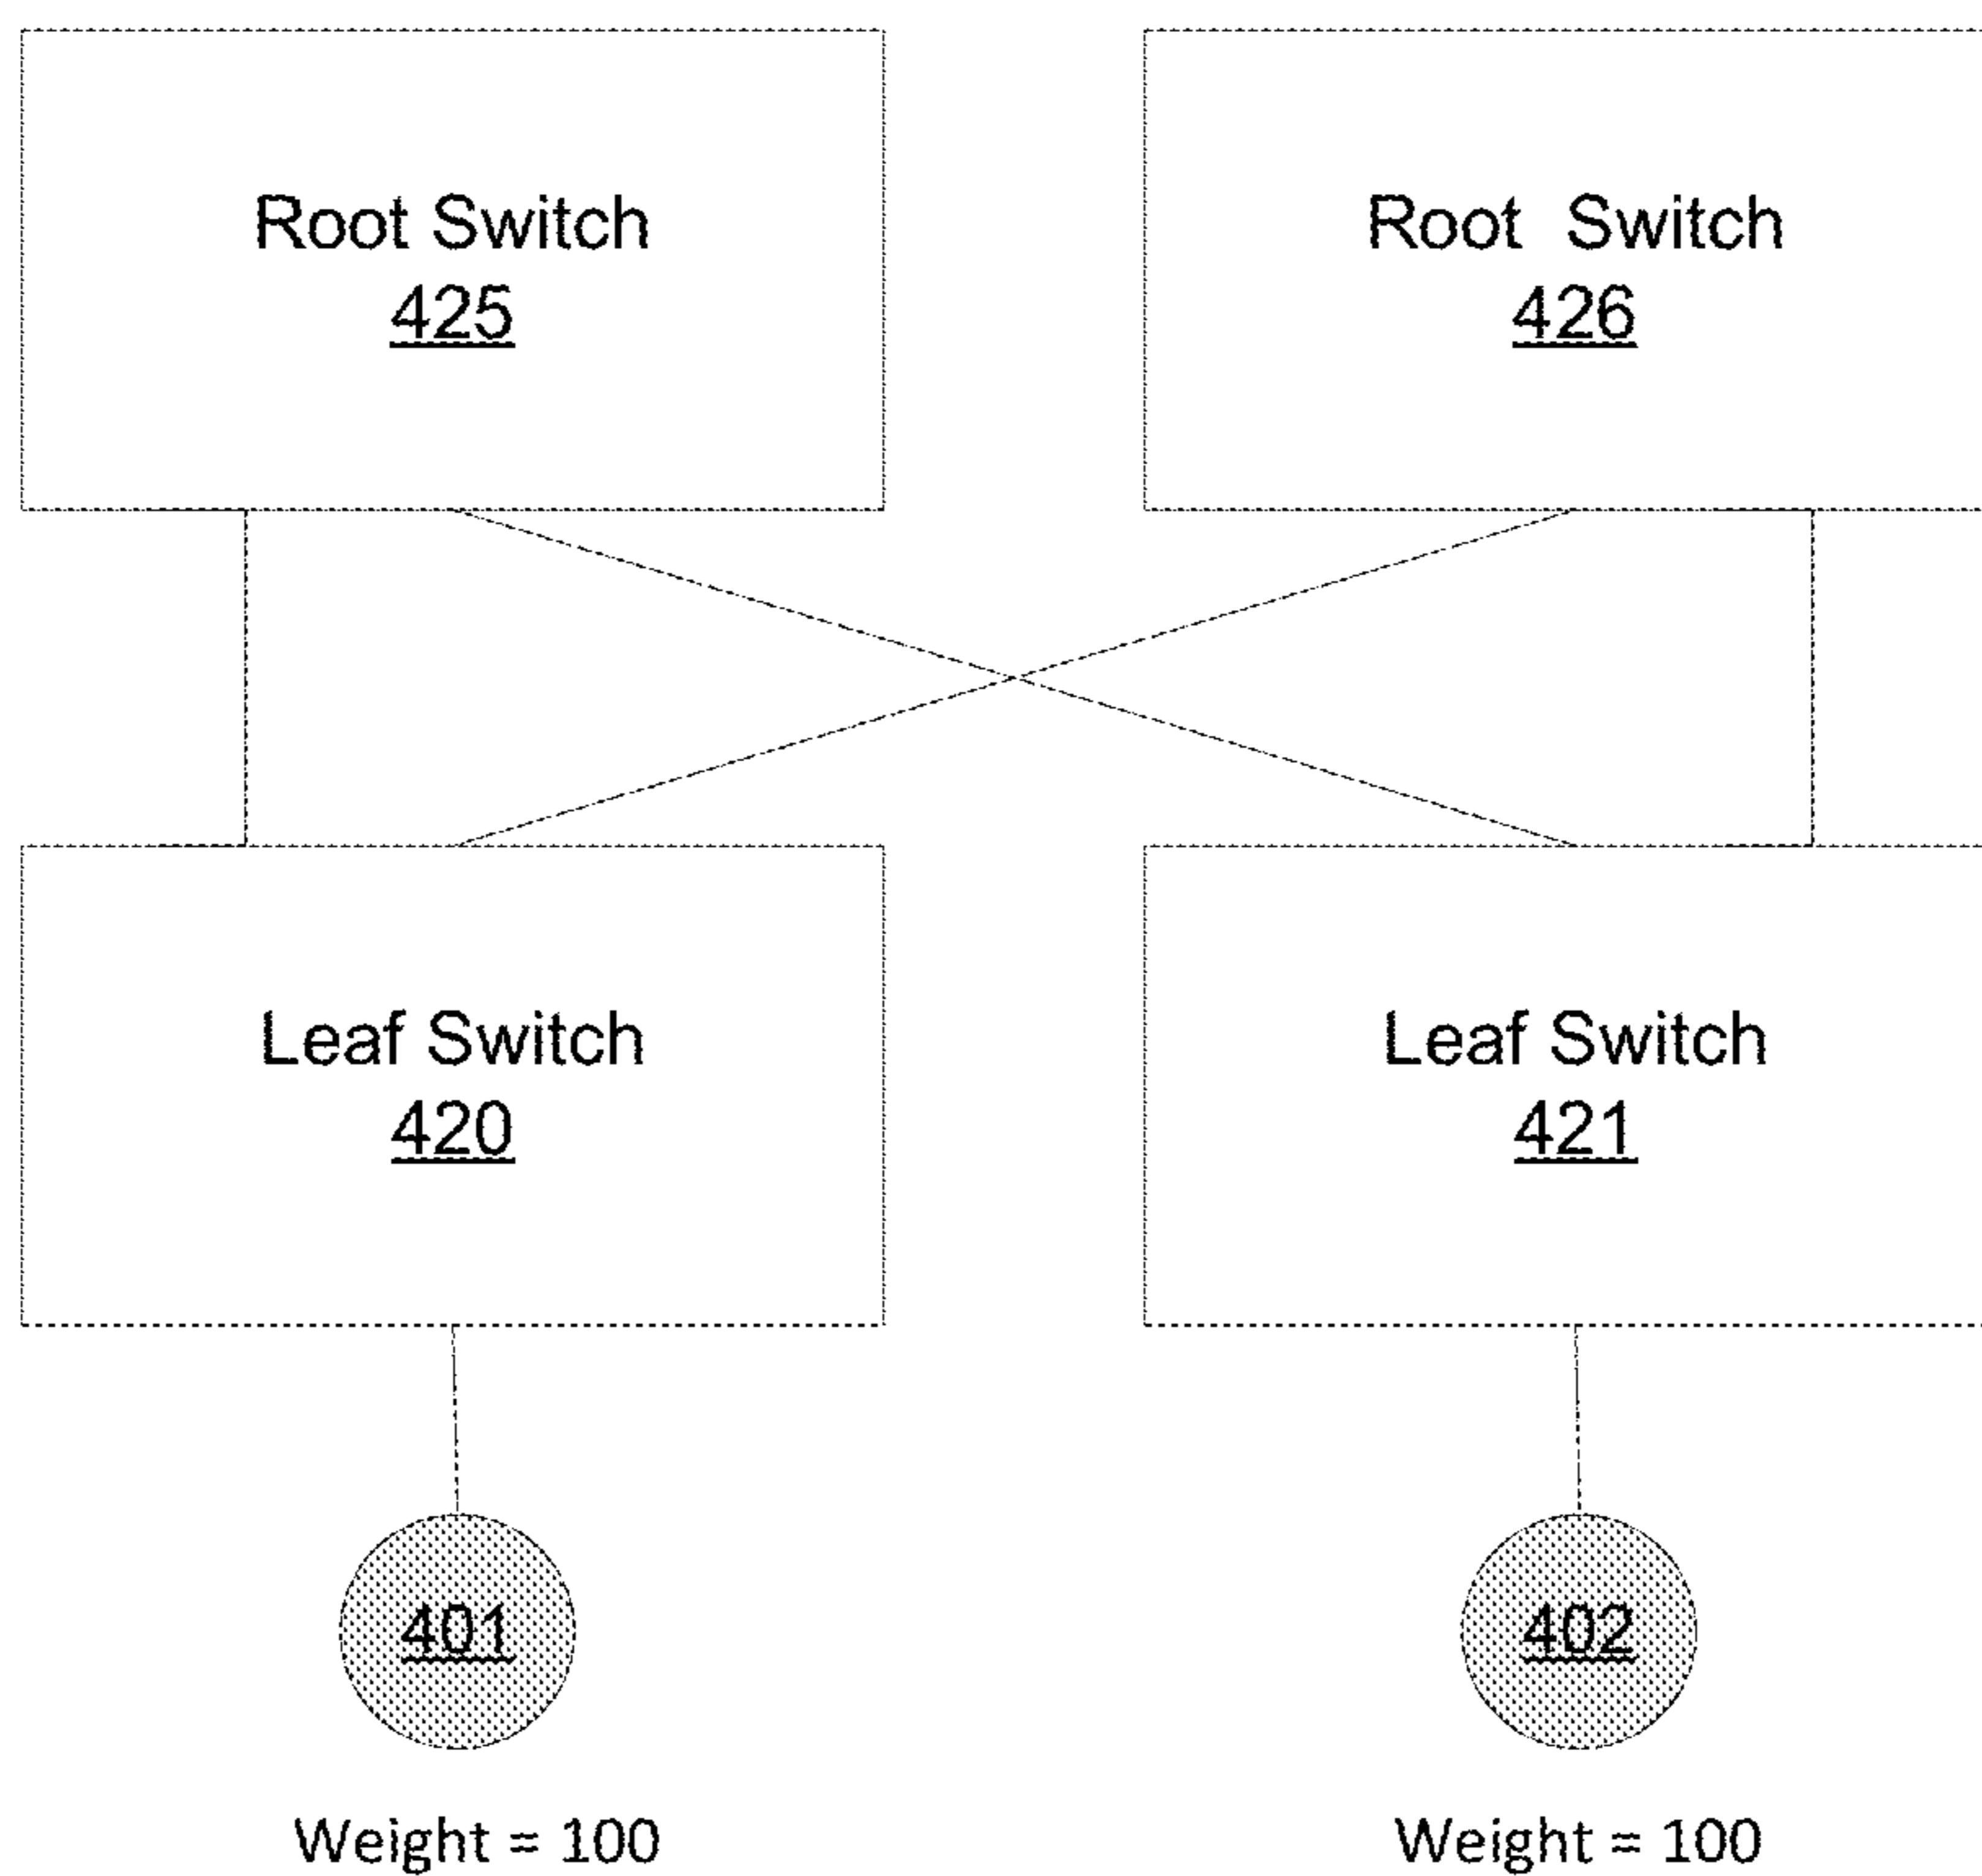 Root Switch
425
Root Switch
426
Leaf Switch
420
Leaf Switch
421
401
402
Weight = 100
Weight = 100